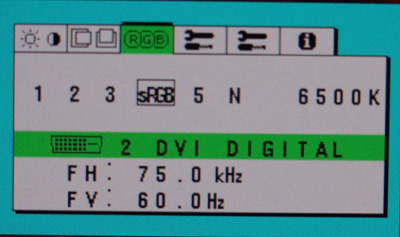 RGB
1 2 3 sRGB 5 N 6500K
2 DVI DIGITAL
FH: 75.0 kHz
FV: 60.0Hz